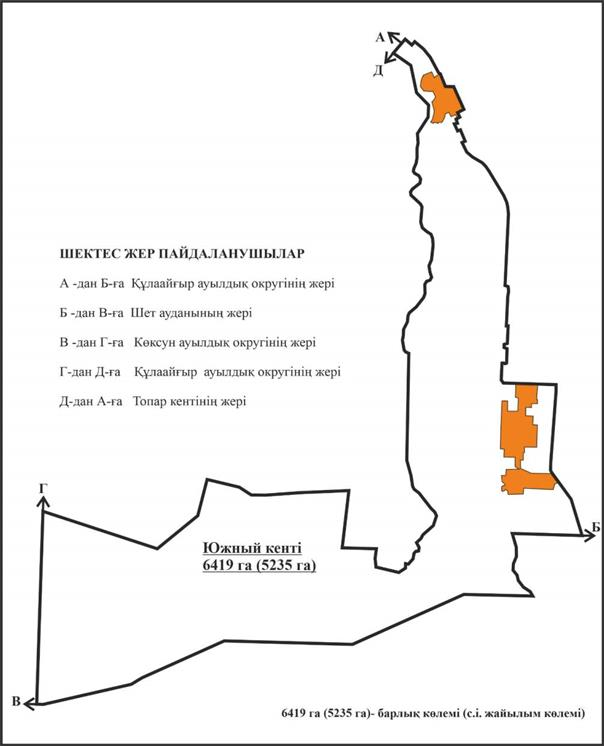 А
Д
ШЕКТЕС ЖЕР ПАЙДАЛАНУШЫЛАР
А -дан Б-ға Құлаайғыр ауылдық округінің жері
Б -дан В-ға Шет ауданының жері
В -дан Г-ға Көксун ауылдық округінің жері
Г-дан Д-ға Құлаайғыр ауылдық округінің жері
Д-дан А-ға Топар кентінің жері
Г
Б
Южный кенті
6419 га (5235 га)
В
6419 га (5235 га)- барлық көлемі (с.і. жайылым көлемі)